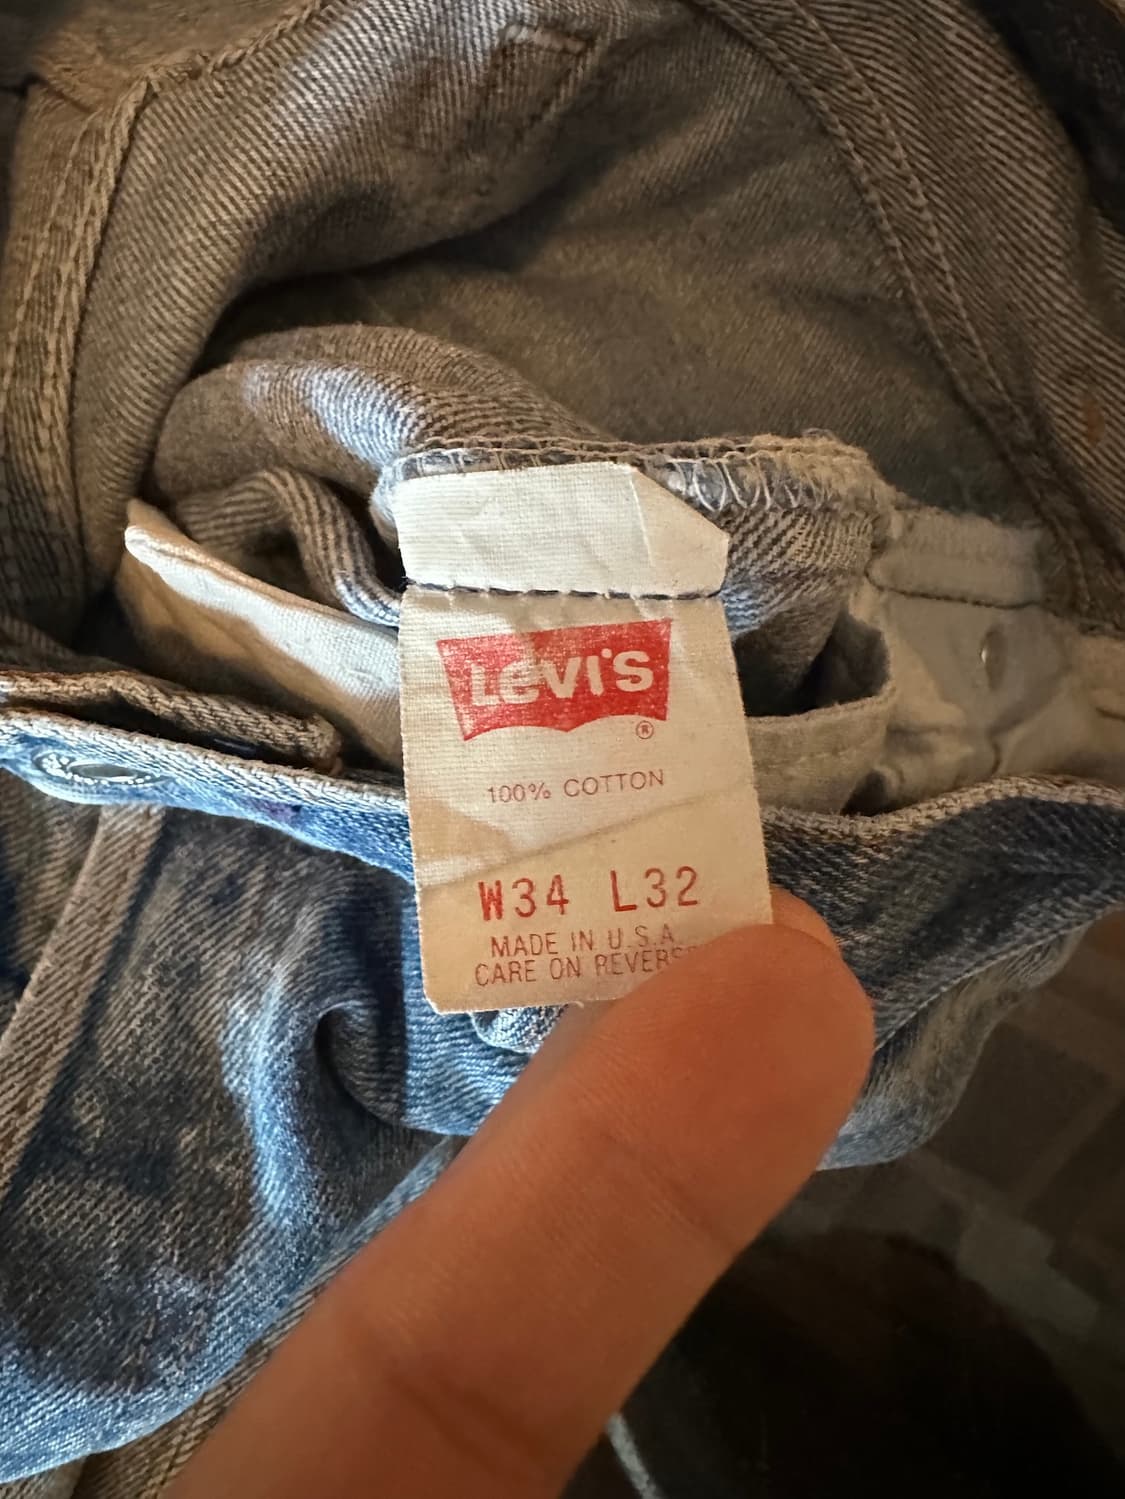 LEVI'S
®
100% COTTON
W34 L32
MADE IN U.S.A.
CARE ON